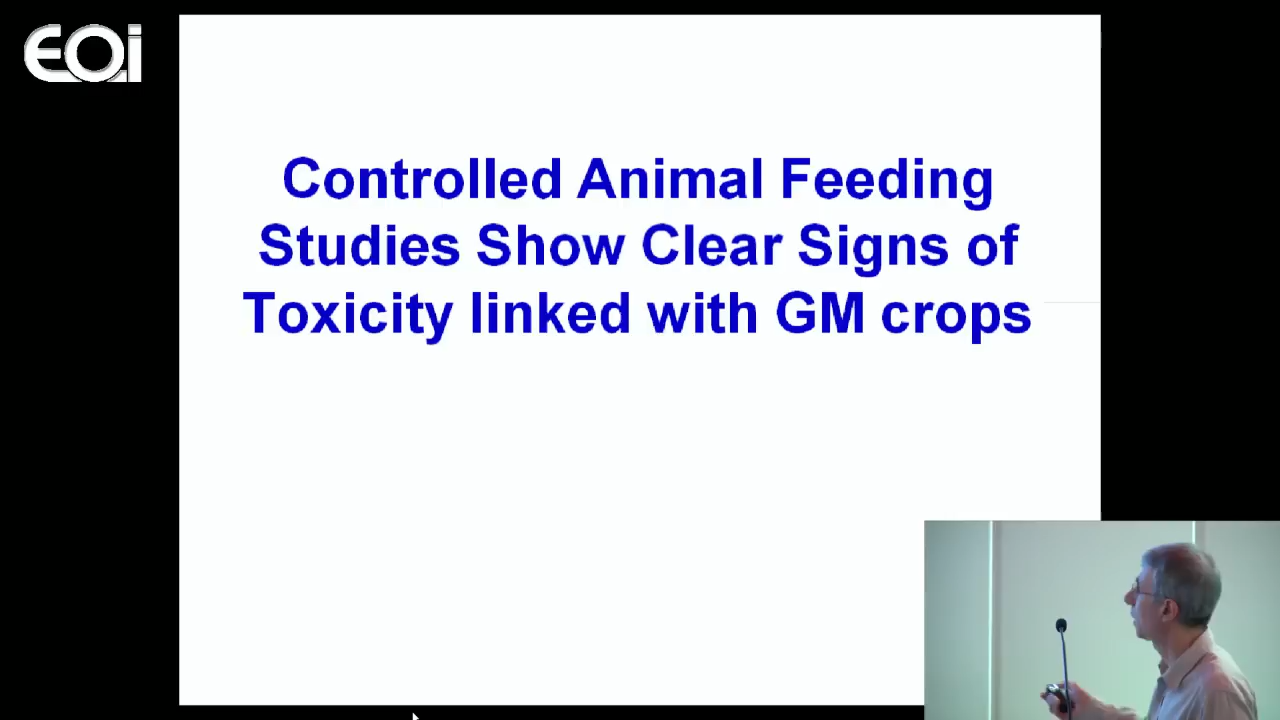 EOi
Controlled Animal Feeding
Studies Show Clear Signs of
Toxicity linked with GM crops